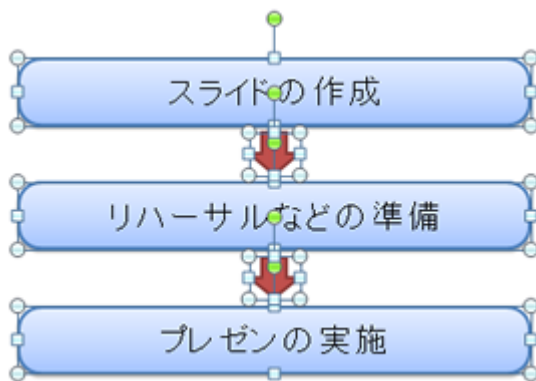 スライドの作成
リハーサルなどの準備
プレゼンの実施